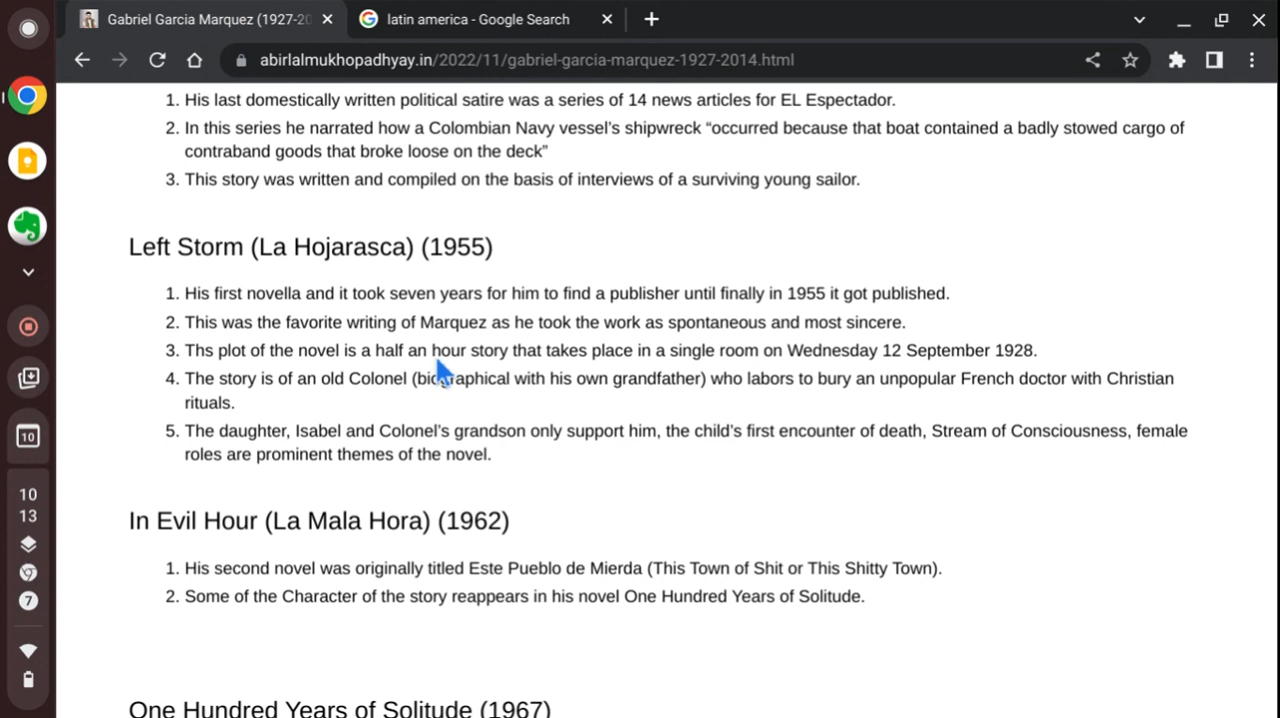 Gabriel Garcia Marquez (1927-20
latin america - Google Search
abirlalmukhopadhyay.in/2022/11/gabriel-garcia-marquez-1927-2014.html
1. His last domestically written political satire was a series of 14 news articles for EL Espectador.
2. In this series he narrated how a Colombian Navy vessel's shipwreck “occurred because that boat contained a badly stowed cargo of
contraband goods that broke loose on the deck”
3. This story was written and compiled on the basis of interviews of a surviving young sailor.
Left Storm (La Hojarasca) (1955)
1. His first novella and it took seven years for him to find a publisher until finally in 1955 it got published.
2. This was the favorite writing of Marquez as he took the work as spontaneous and most sincere.
3. Ths plot of the novel is a half an hour story that takes place in a single room on Wednesday 12 September 1928.
4. The story is of an old Colonel (biographical with his own grandfather) who labors to bury an unpopular French doctor with Christian
rituals.
5. The daughter, Isabel and Colonel's grandson only support him, the child's first encounter of death, Stream of Consciousness, female
roles are prominent themes of the novel.
In Evil Hour (La Mala Hora) (1962)
1. His second novel was originally titled Este Pueblo de Mierda (This Town of Shit or This Shitty Town).
2. Some of the Character of the story reappears in his novel One Hundred Years of Solitude.
One Hundred Years of Solitude (1967)
10
10
13
7